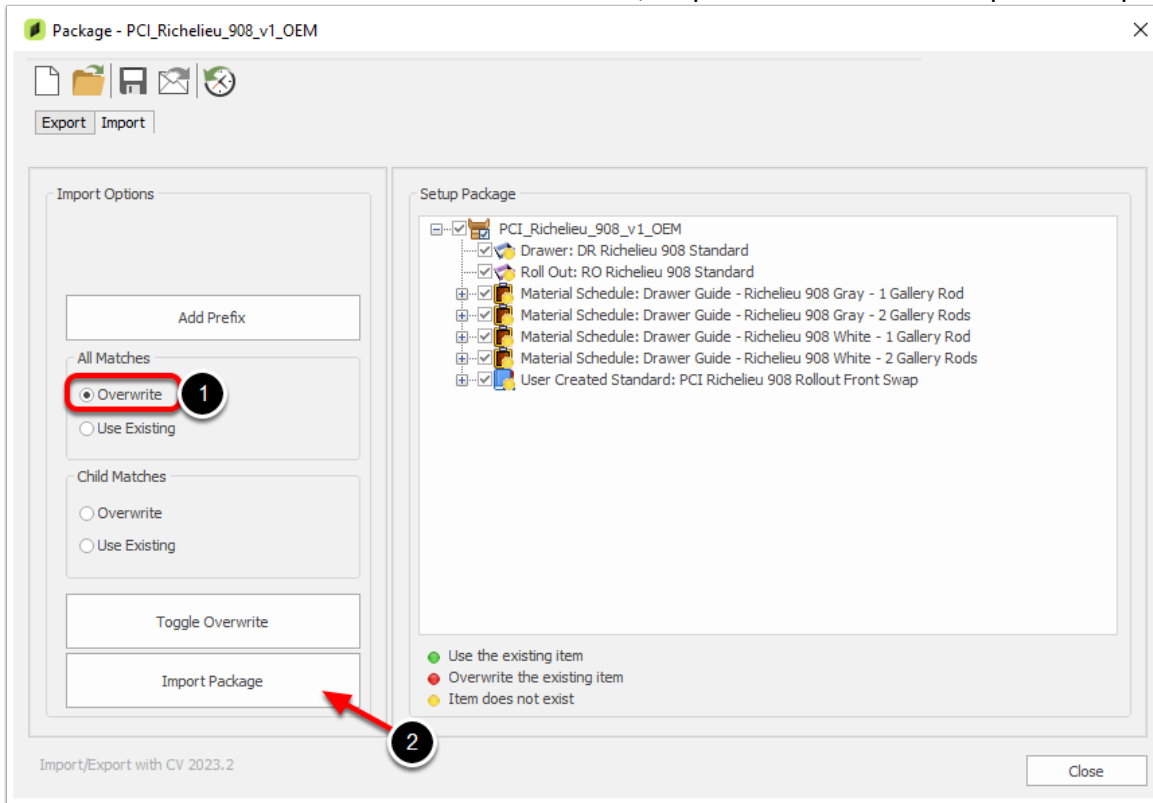 Package - PCI_Richelieu_908_v1_OEM
Export Import
Import Options
Add Prefix
All Matches
Overwrite 1
Use Existing
Child Matches
Overwrite
Use Existing
Toggle Overwrite
Import Package
2
Setup Package
PCI_Richelieu_908_v1_OEM
Drawer: DR Richelieu 908 Standard
Roll Out: RO Richelieu 908 Standard
Material Schedule: Drawer Guide - Richelieu 908 Gray - 1 Gallery Rod
Material Schedule: Drawer Guide - Richelieu 908 Gray - 2 Gallery Rods
Material Schedule: Drawer Guide - Richelieu 908 White - 1 Gallery Rod
Material Schedule: Drawer Guide - Richelieu 908 White - 2 Gallery Rods
User Created Standard: PCI Richelieu 908 Rollout Front Swap
Use the existing item
Overwrite the existing item
Item does not exist
Import/Export with CV 2023.2
Close